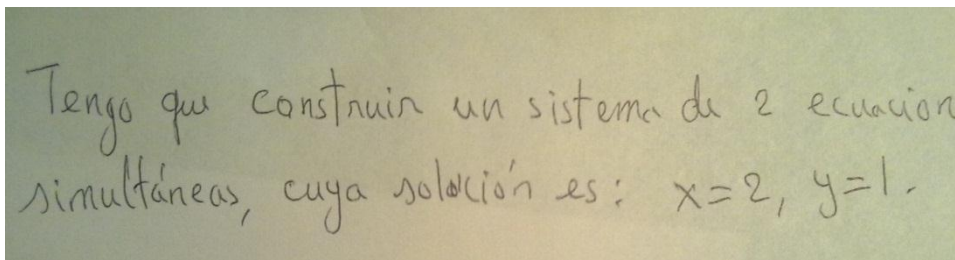 Tengo que construir un sistema de 2 ecuacion
simultáneas, cuya solución es: x=2, y=1.